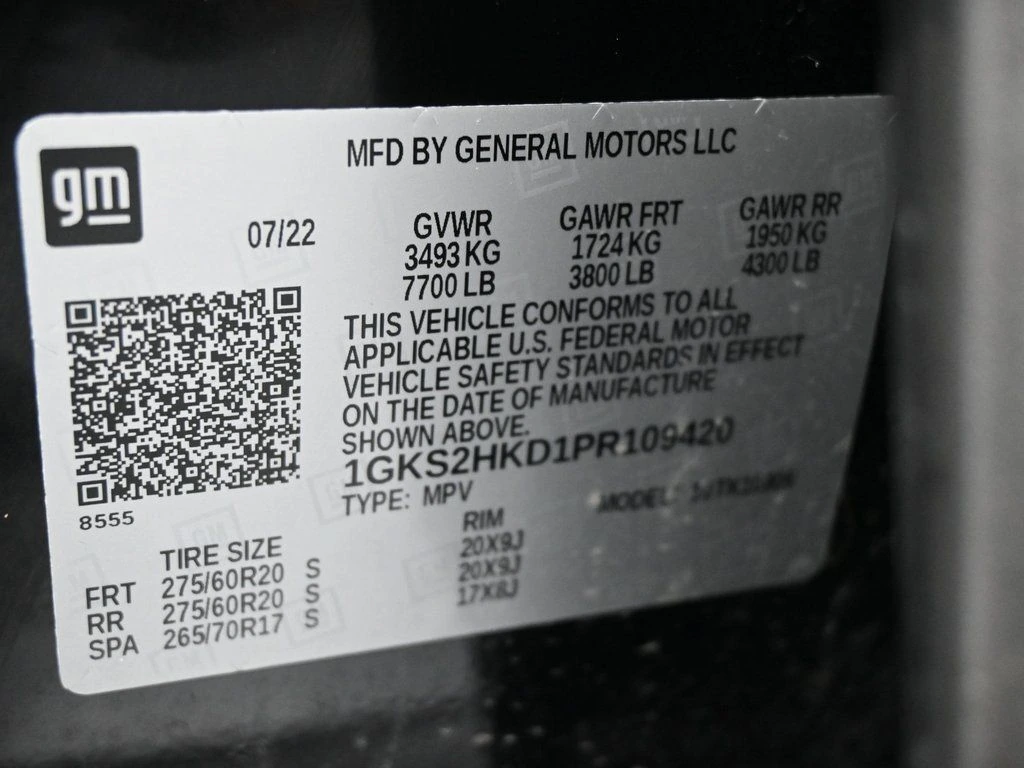 gm
MFD BY GENERAL MOTORS LLC
07/22
GVWR GAWR FRT GAWR RR
3493 KG 1724 KG 1950 KG
7700 LB 3800 LB 4300 LB
THIS VEHICLE CONFORMS TO ALL
APPLICABLE U.S. FEDERAL MOTOR
VEHICLE SAFETY STANDARDS IN EFFECT
ON THE DATE OF MANUFACTURE
SHOWN ABOVE.
1GKS2HKD1PR109420
TYPE: MPV MODEL:
8555
TIRE SIZE RIM
FRT 275/60R20 S 20X9J
RR 275/60R20 S 20X9J
SPA 265/70R17 S 17X8J